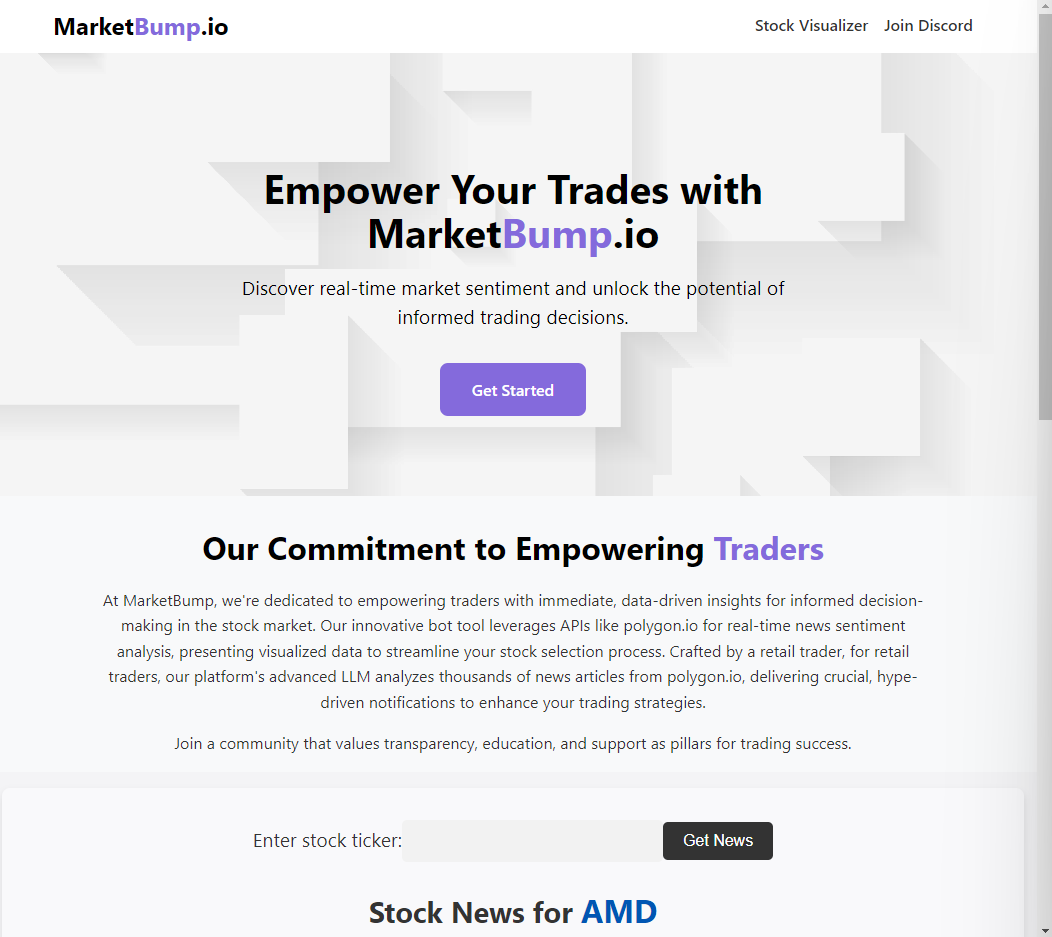 MarketBump.io
Stock Visualizer Join Discord
Empower Your Trades with
MarketBump.io
Discover real-time market sentiment and unlock the potential of
informed trading decisions.
Get Started
Our Commitment to Empowering Traders
At MarketBump, we're dedicated to empowering traders with immediate, data-driven insights for informed decision-
making in the stock market. Our innovative bot tool leverages APIs like polygon.io for real-time news sentiment
analysis, presenting visualized data to streamline your stock selection process. Crafted by a retail trader, for retail
traders, our platform's advanced LLM analyzes thousands of news articles from polygon.io, delivering crucial, hype-
driven notifications to enhance your trading strategies.
Join a community that values transparency, education, and support as pillars for trading success.
Enter stock ticker: Get News
Stock News for AMD